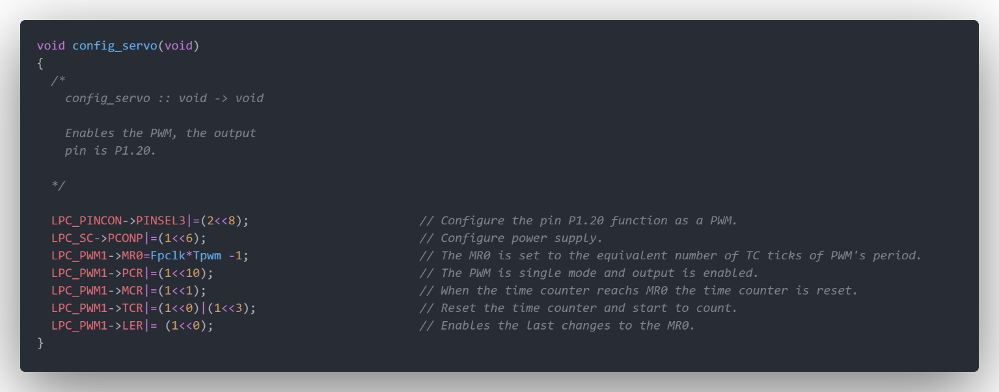 void config_servo(void)
{
/*
config_servo :: void -> void
Enables the PWM, the output
pin is P1.20.
*/
LPC_PINCON->PINSEL3|=(2<<8); // Configure the pin P1.20 function as a PWM.
LPC_SC->PCONP|=(1<<6); // Configure power supply.
LPC_PWM1->MR0=Fpclk*Tpwm -1; // The MR0 is set to the equivalent number of TC ticks of PWM's period.
LPC_PWM1->PCR|=(1<<10); // The PWM is single mode and output is enabled.
LPC_PWM1->MCR|=(1<<1); // When the time counter reachs MR0 the time counter is reset.
LPC_PWM1->TCR|=(1<<0)|(1<<3); // Reset the time counter and start to count.
LPC_PWM1->LER|= (1<<0); // Enables the last changes to the MR0.
}